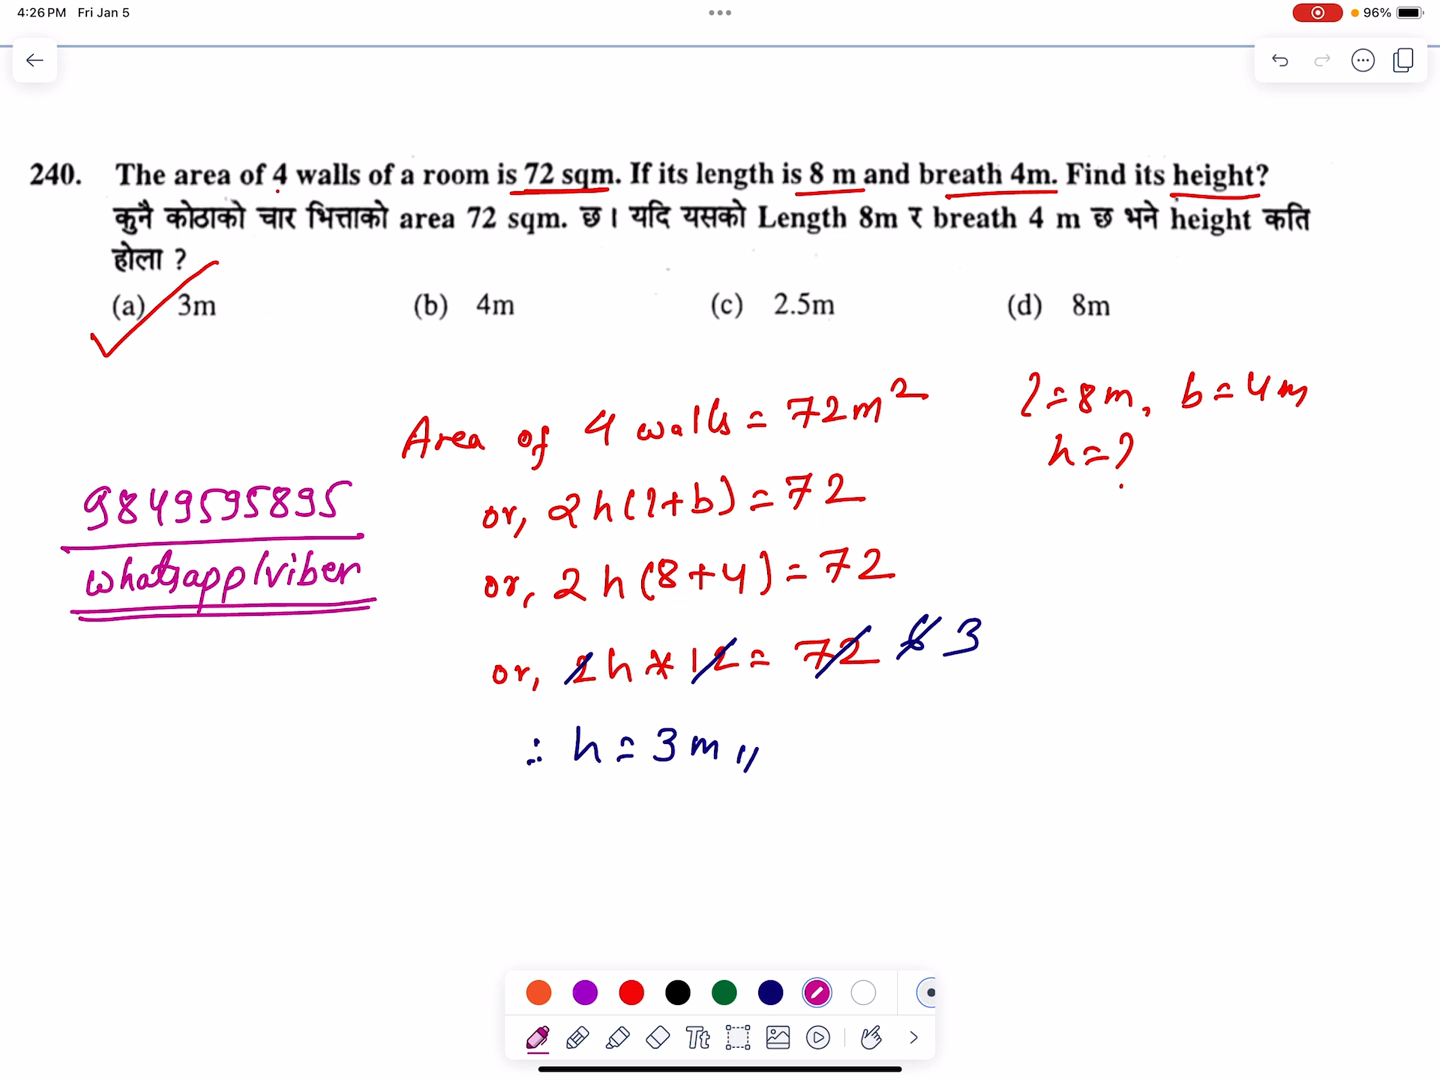 4:26 PM Fri Jan 5
96%
240. The area of 4 walls of a room is 72 sqm. If its length is 8 m and breath 4m. Find its height?
कुनै कोठाको चार भित्ताको area 72 sqm. छ । यदि यसको Length 8m र breath 4 m छ भने height कति
होला ?
(a) 3m (b) 4m (c) 2.5m (d) 8m
l=8m, b=4m
h=?
Area of 4 walls = 72m²
or, 2h(l+b)=72
or, 2h(8+4)=72
or, 2h*12= 72 6 3
∴ h=3m
9849595895
whatsapp/viber
Tt